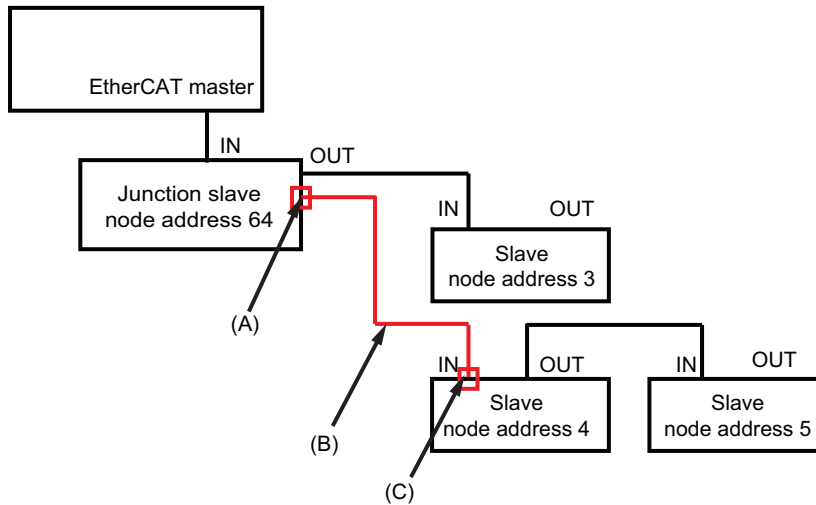 EtherCAT master
IN
OUT
Junction slave
node address 64
IN
OUT
Slave
node address 3
(A)
IN
OUT
IN
OUT
Slave
node address 4
Slave
node address 5
(B)
(C)